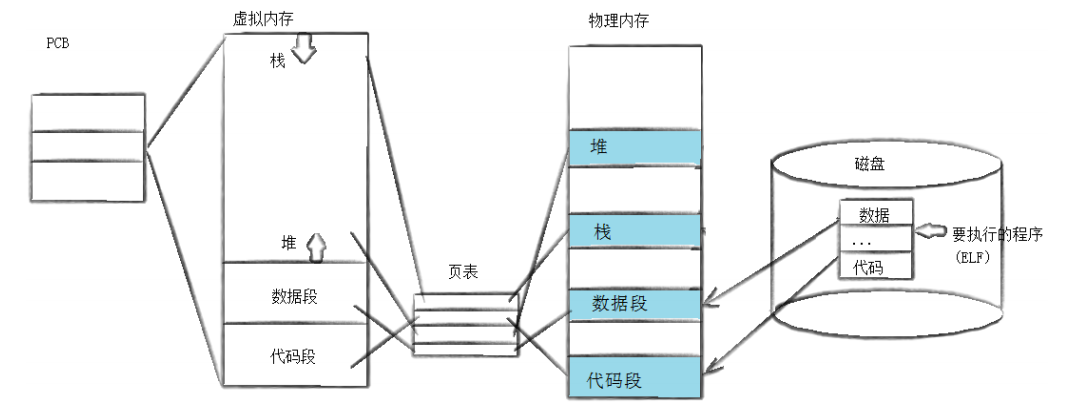 PCB
虚拟内存
栈
堆
数据段
代码段
页表
物理内存
堆
栈
数据段
代码段
磁盘
数据
...
代码
要执行的程序
(ELF)